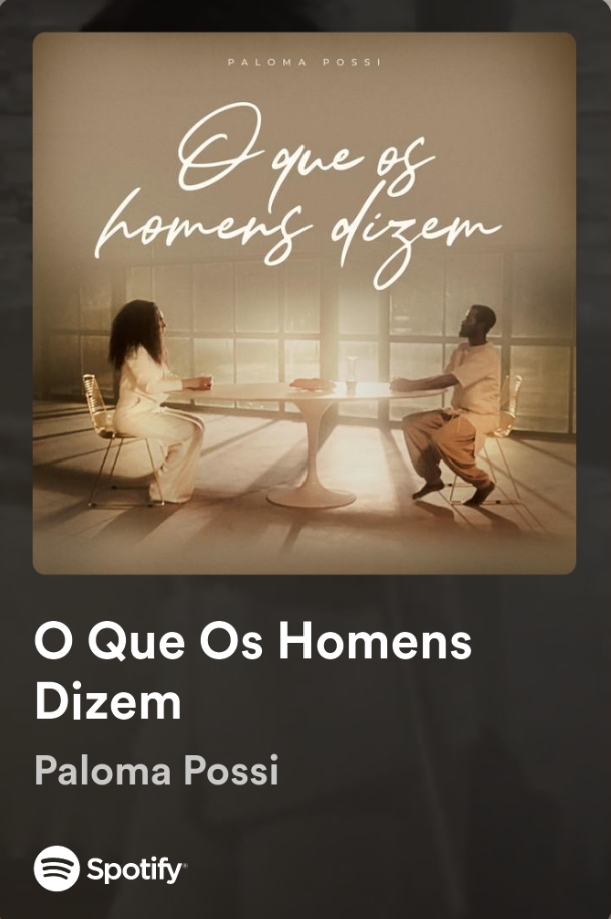 PALOMA POSSI
O que os
homens dizem
O Que Os Homens
Dizem
Paloma Possi
Spotify®